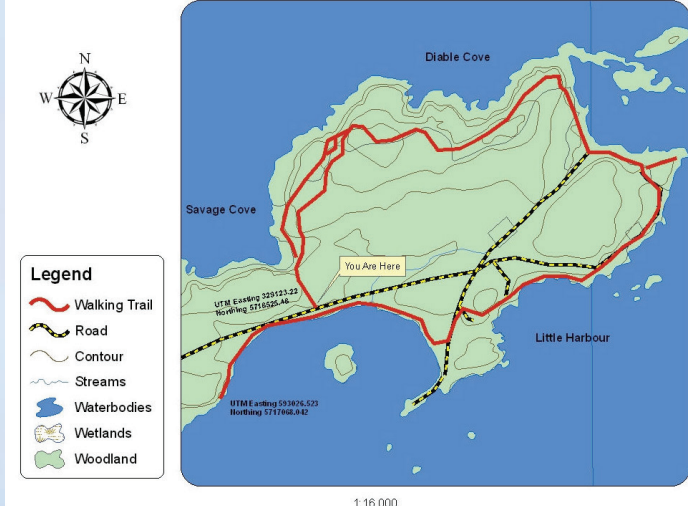 N
W E
S
Diable Cove
Savage Cove
You Are Here
UTM Easting 329123.22
Northing 5716525.46
Little Harbour
UTM Easting 593026.523
Northing 5717068.042
Legend
Walking Trail
Road
Contour
Streams
Waterbodies
Wetlands
Woodland
1:16,000